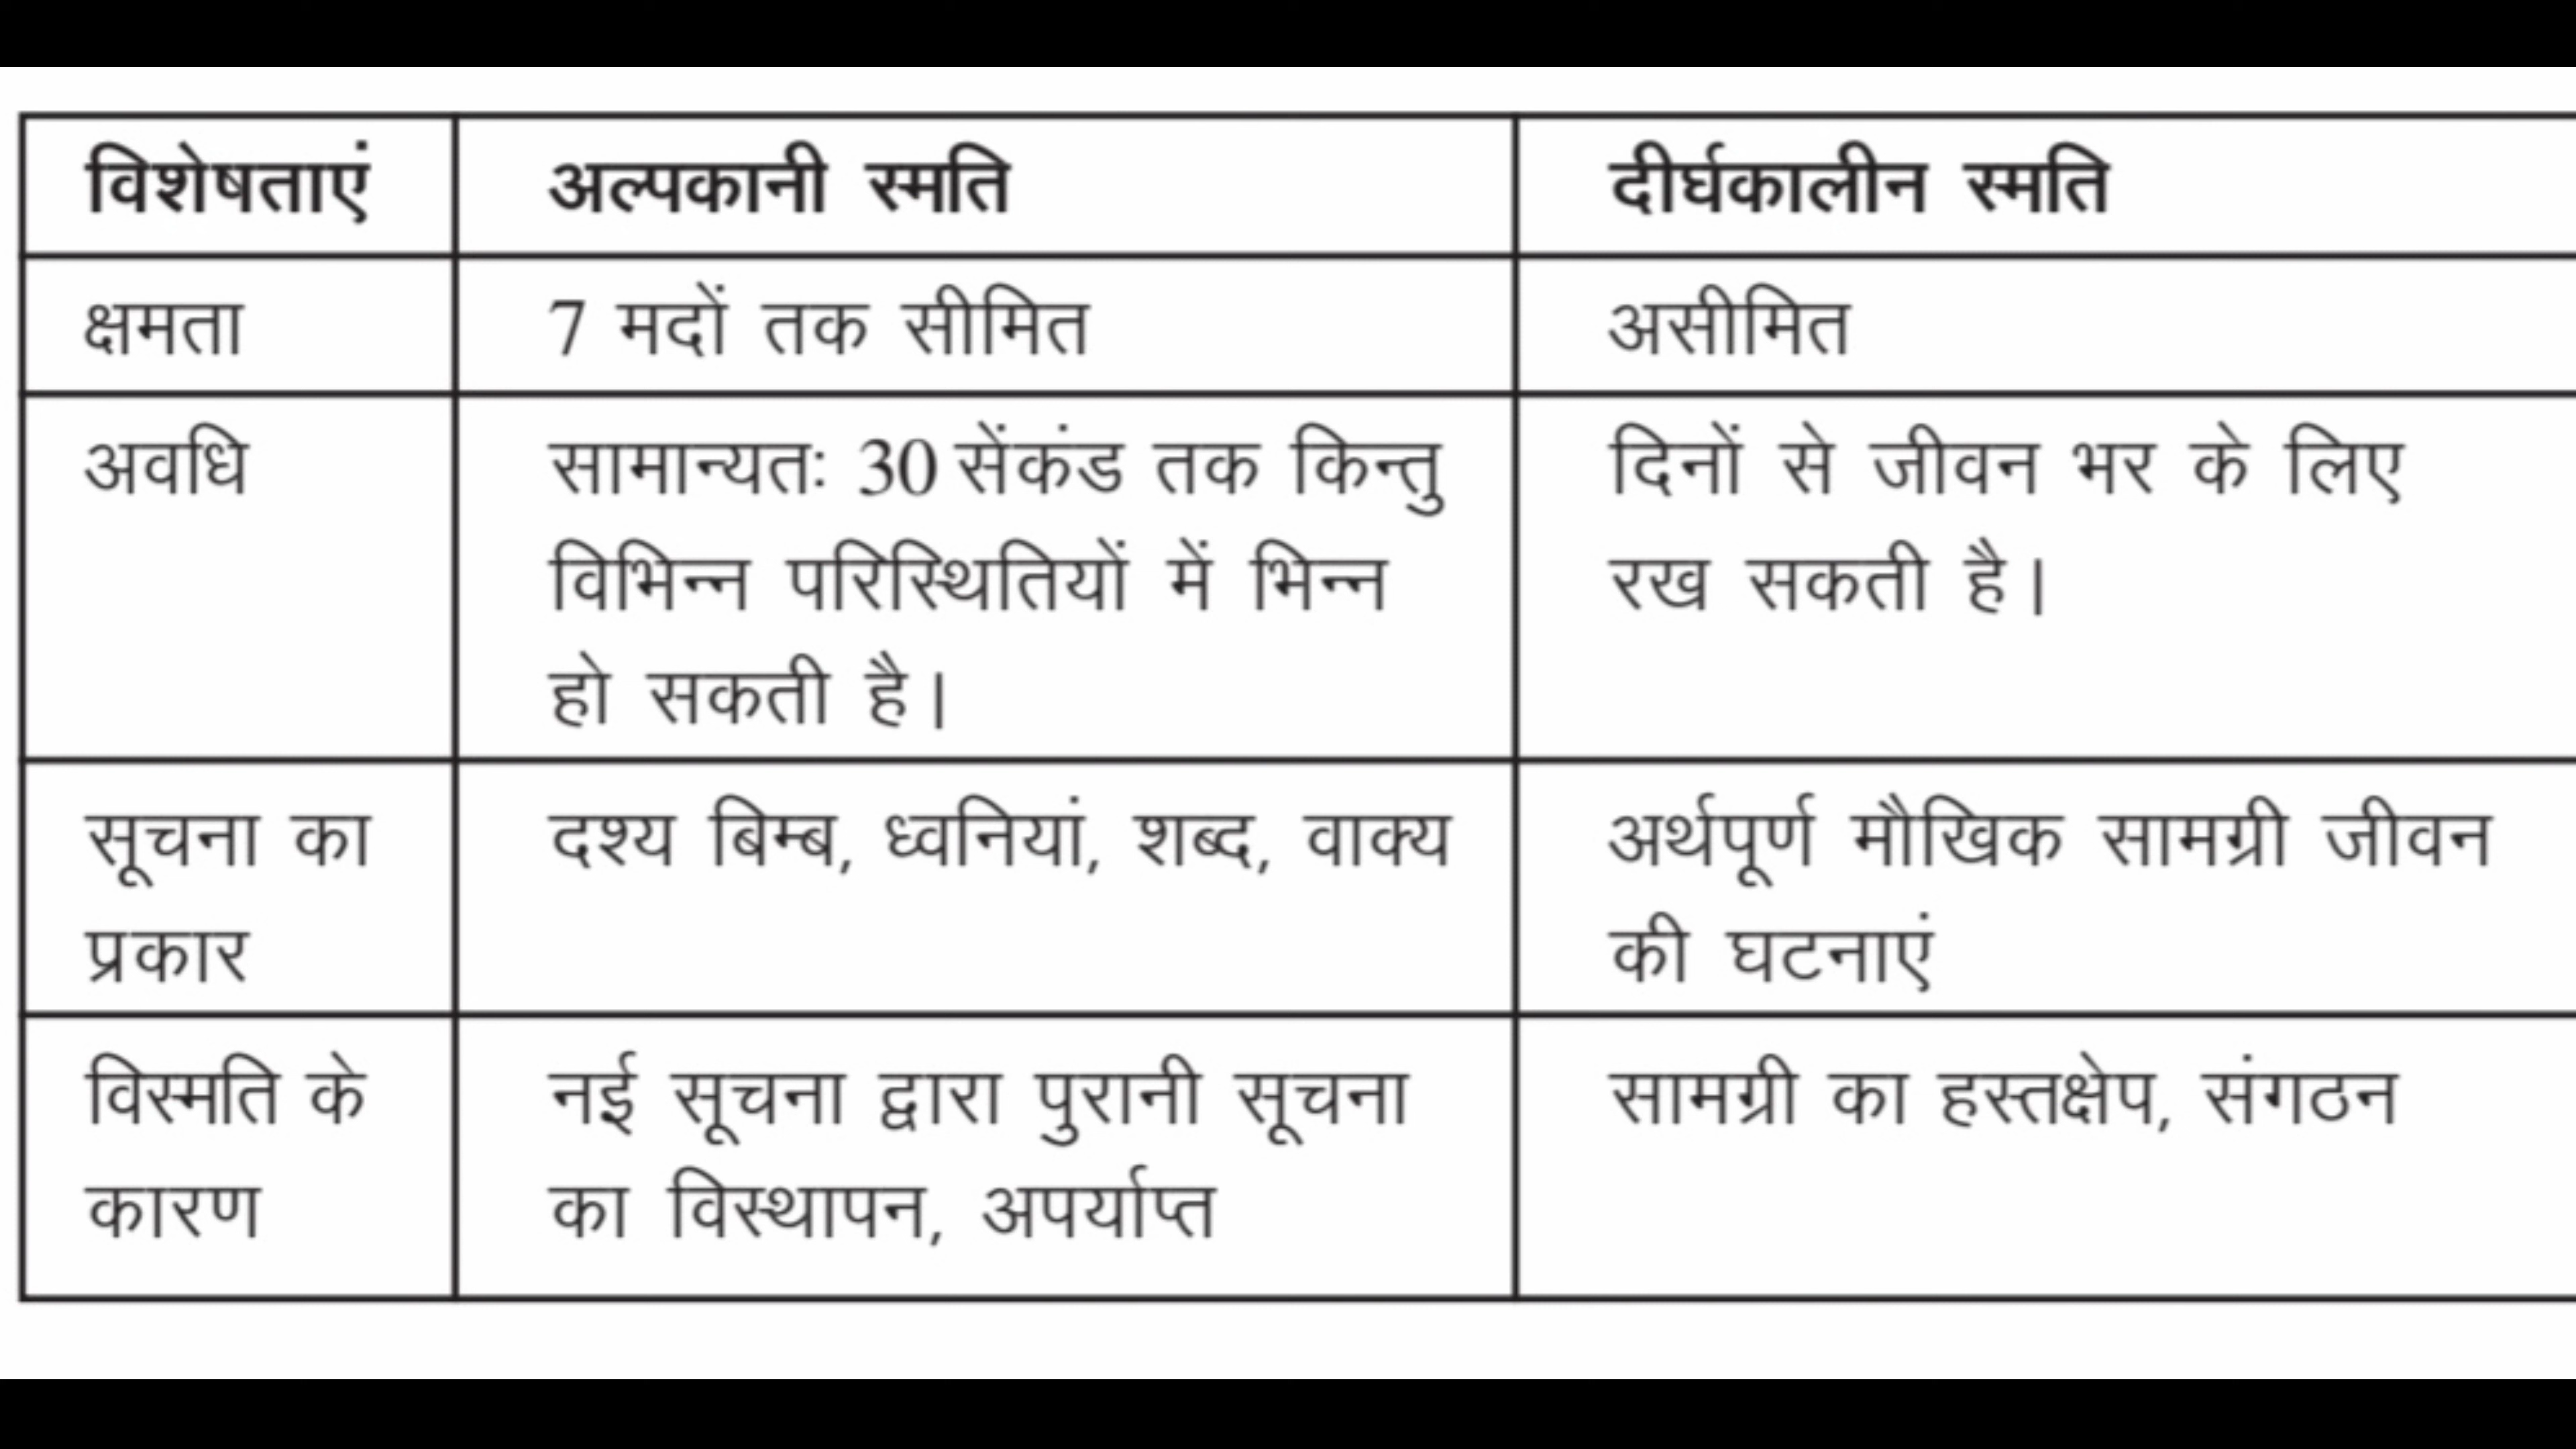 विशेषताएं अल्पकानी स्मति दीर्घकालीन स्मति
क्षमता 7 मदों तक सीमित असीमित
अवधि सामान्यतः 30 सेंकंड तक किन्तु दिनों से जीवन भर के लिए
विभिन्न परिस्थितियों में भिन्न रख सकती है।
हो सकती है।
सूचना का दश्य बिम्ब, ध्वनियां, शब्द, वाक्य अर्थपूर्ण मौखिक सामग्री जीवन
प्रकार की घटनाएं
विस्मति के नई सूचना द्वारा पुरानी सूचना सामग्री का हस्तक्षेप, संगठन
कारण का विस्थापन, अपर्याप्त